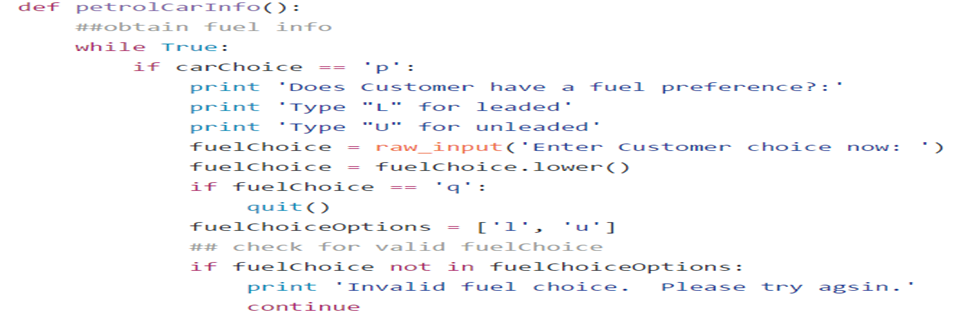 def petrolCarInfo():
##obtain fuel info
while True:
if carChoice == 'p':
print 'Does Customer have a fuel preference?:'
print 'Type "L" for leaded'
print 'Type "U" for unleaded'
fuelChoice = raw_input('Enter Customer choice now: ')
fuelChoice = fuelChoice.lower()
if fuelChoice == 'q':
quit()
fuelChoiceOptions = ['l', 'u']
## check for valid fuelChoice
if fuelChoice not in fuelChoiceOptions:
print 'Invalid fuel choice.  Please try agsin.'
continue